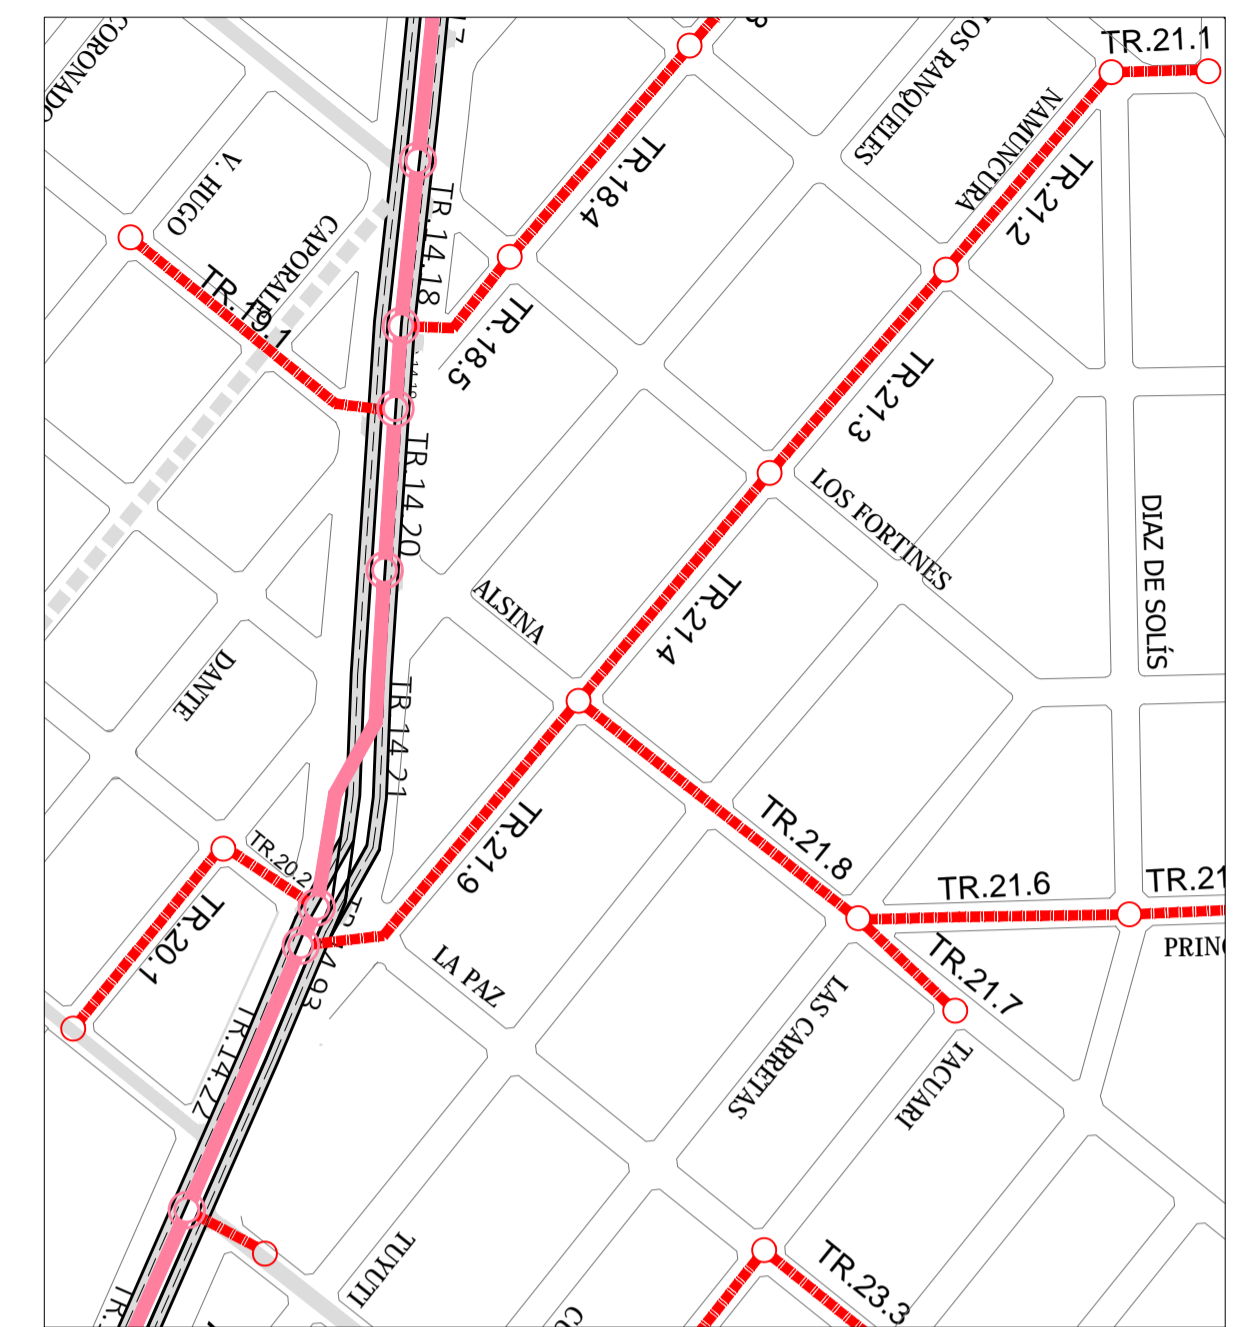 CORONADO
LOS RANQUELES
TR.21.1
NAMUNCURA
TR.18.4
V. HUGO
TR.21.2
CAPORALE
TR.14.18
TR.19.1
TR.18.5
TR.21.3
TR.14.20
LOS FORTINES
DIAZ DE SOLÍS
ALSINA
TR.21.4
DANTE
TR.14.21
TR.21.9
TR.21.8
TR.20.2
TR.21.6
TR.21
TR.20.1
PRINC
LA PAZ
TR.21.7
LAS CARRETAS
TR.14.22
TACUARI
TUYUTI
TR.23.3
TR.